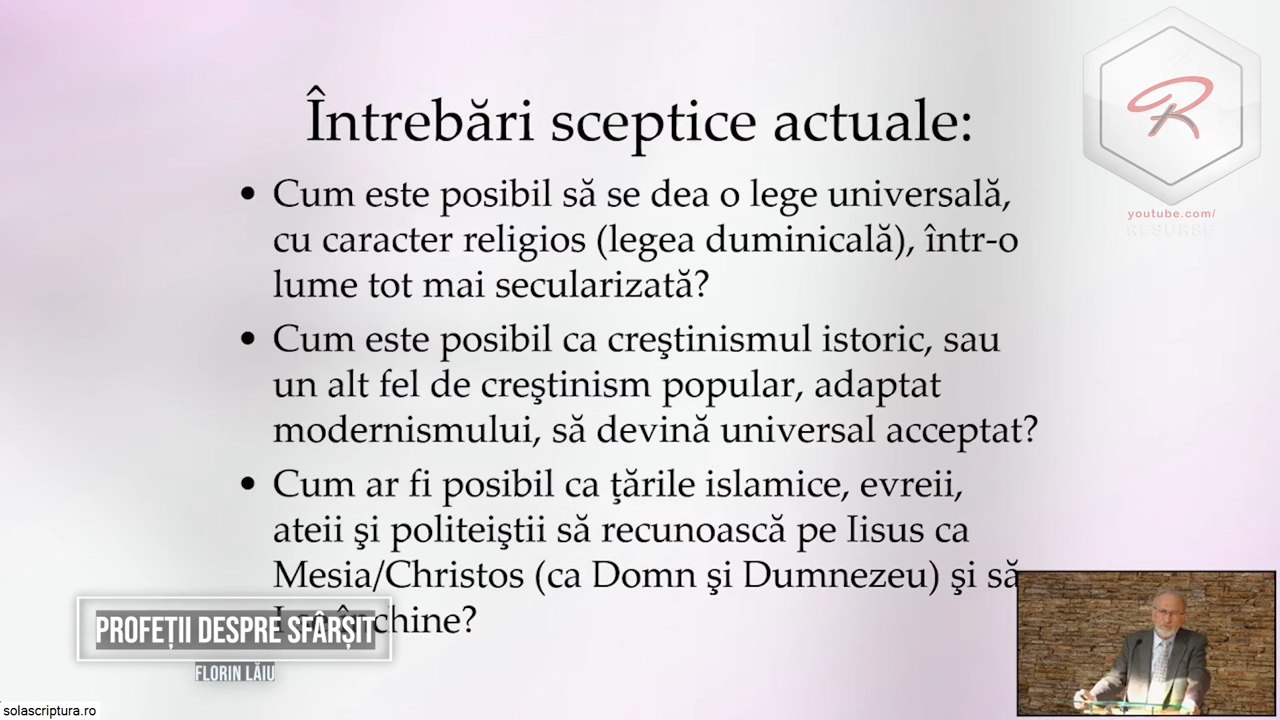 Întrebări sceptice actuale:
• Cum este posibil să se dea o lege universală,
cu caracter religios (legea duminicală), într-o
lume tot mai secularizată?
• Cum este posibil ca creştinismul istoric, sau
un alt fel de creştinism popular, adaptat
modernismului, să devină universal acceptat?
• Cum ar fi posibil ca ţările islamice, evreii,
ateii şi politeiştii să recunoască pe Iisus ca
Mesia/Christos (ca Domn şi Dumnezeu) şi să
închine?
PROFEȚII DESPRE SFÂRȘIT
FLORIN LĂIU
solascriptura.ro
R
youtube.com/
RESURSE